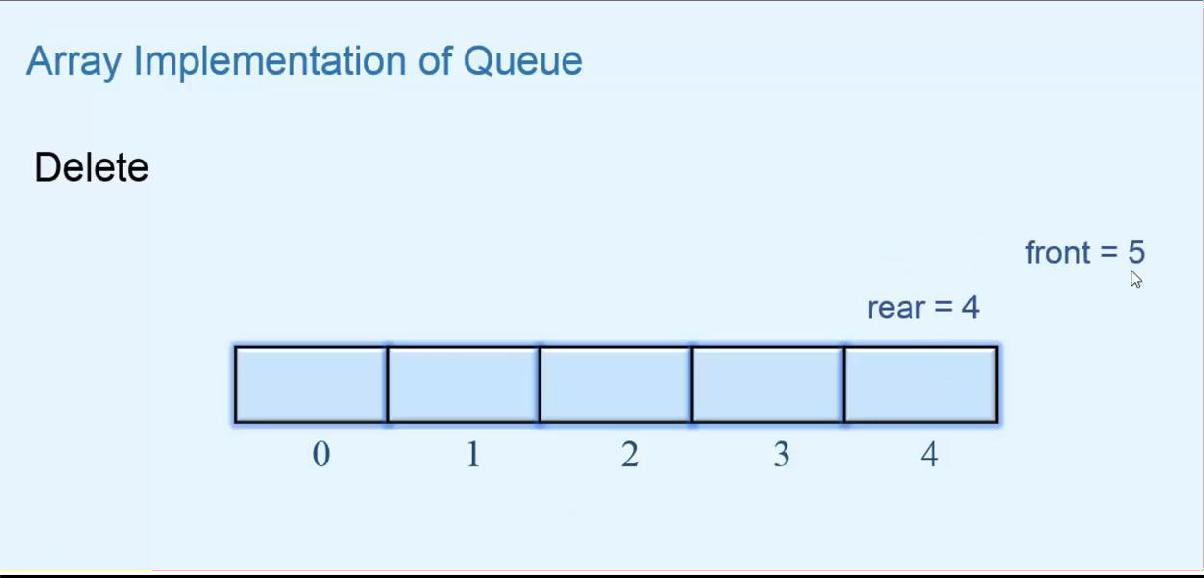 Array Implementation of Queue
Delete
front = 5
rear = 4
0 1 2 3 4